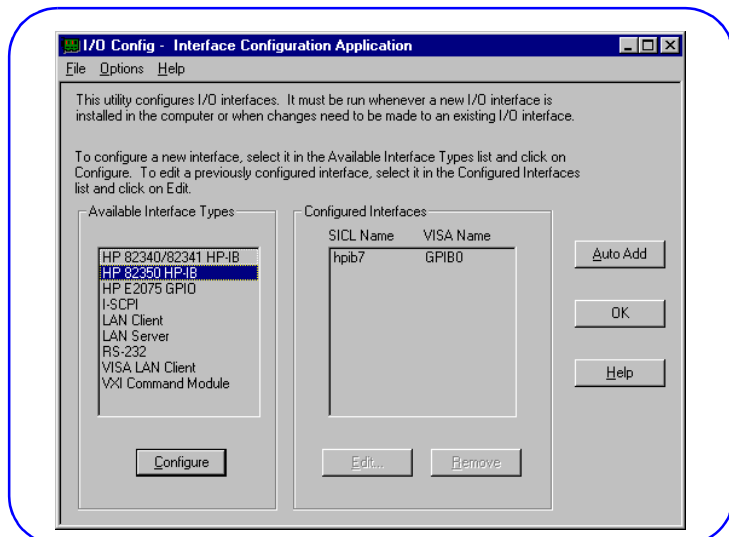 I/O Config - Interface Configuration Application
File Options Help
This utility configures I/O interfaces. It must be run whenever a new I/O interface is
installed in the computer or when changes need to be made to an existing I/O interface.
To configure a new interface, select it in the Available Interface Types list and click on
Configure. To edit a previously configured interface, select it in the Configured Interfaces
list and click on Edit.
Available Interface Types
HP 82340/82341 HP-IB
HP 82350 HP-IB
HP E2075 GPIO
I-SCPI
LAN Client
LAN Server
RS-232
VISA LAN Client
VXI Command Module
Configure
Configured Interfaces
SICL Name VISA Name
hpib7 GPIB0
Edit... Remove
Auto Add
OK
Help